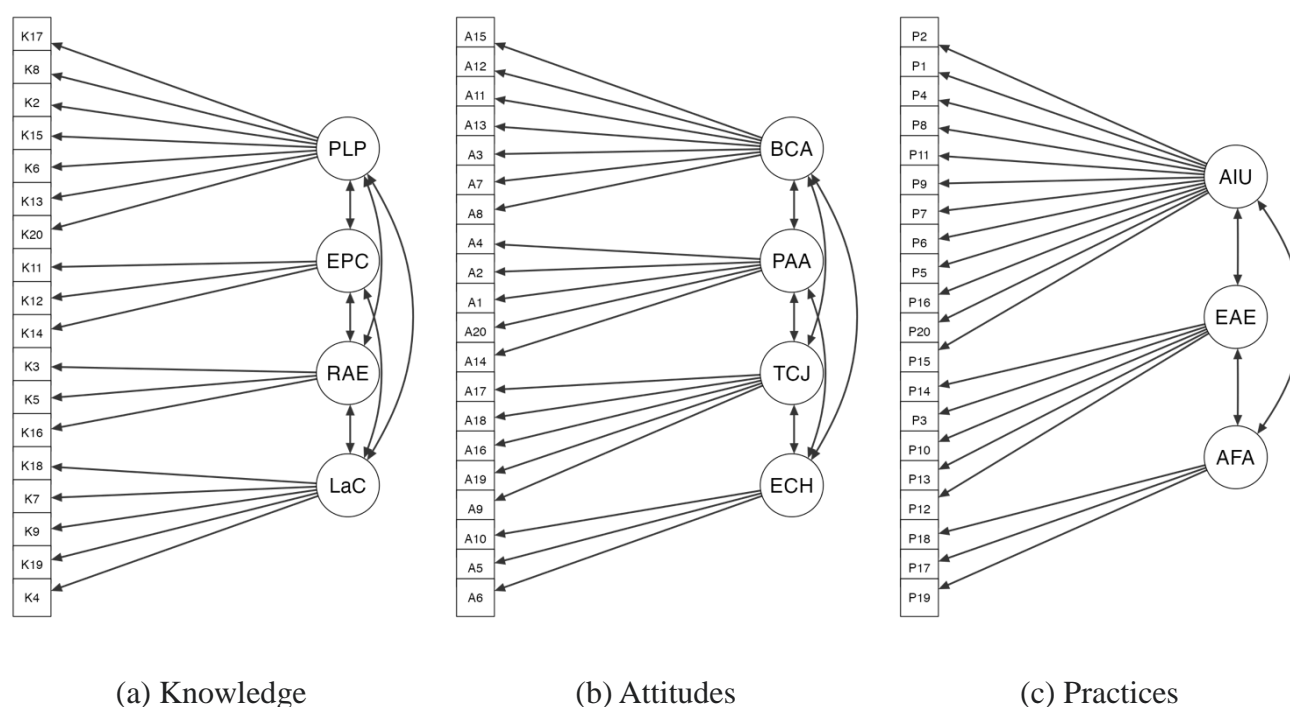 K17
K8
K2
K15
K6
K13
K20
K11
K12
K14
K3
K5
K16
K18
K7
K9
K19
K4
PLP
EPC
RAE
LaC
(a) Knowledge
A15
A12
A11
A13
A3
A7
A8
A4
A2
A1
A20
A14
A17
A18
A16
A19
A9
A10
A5
A6
BCA
PAA
TCJ
ECH
(b) Attitudes
P2
P1
P4
P8
P11
P9
P7
P6
P5
P16
P20
P15
P14
P3
P10
P13
P12
P18
P17
P19
AIU
EAE
AFA
(c) Practices